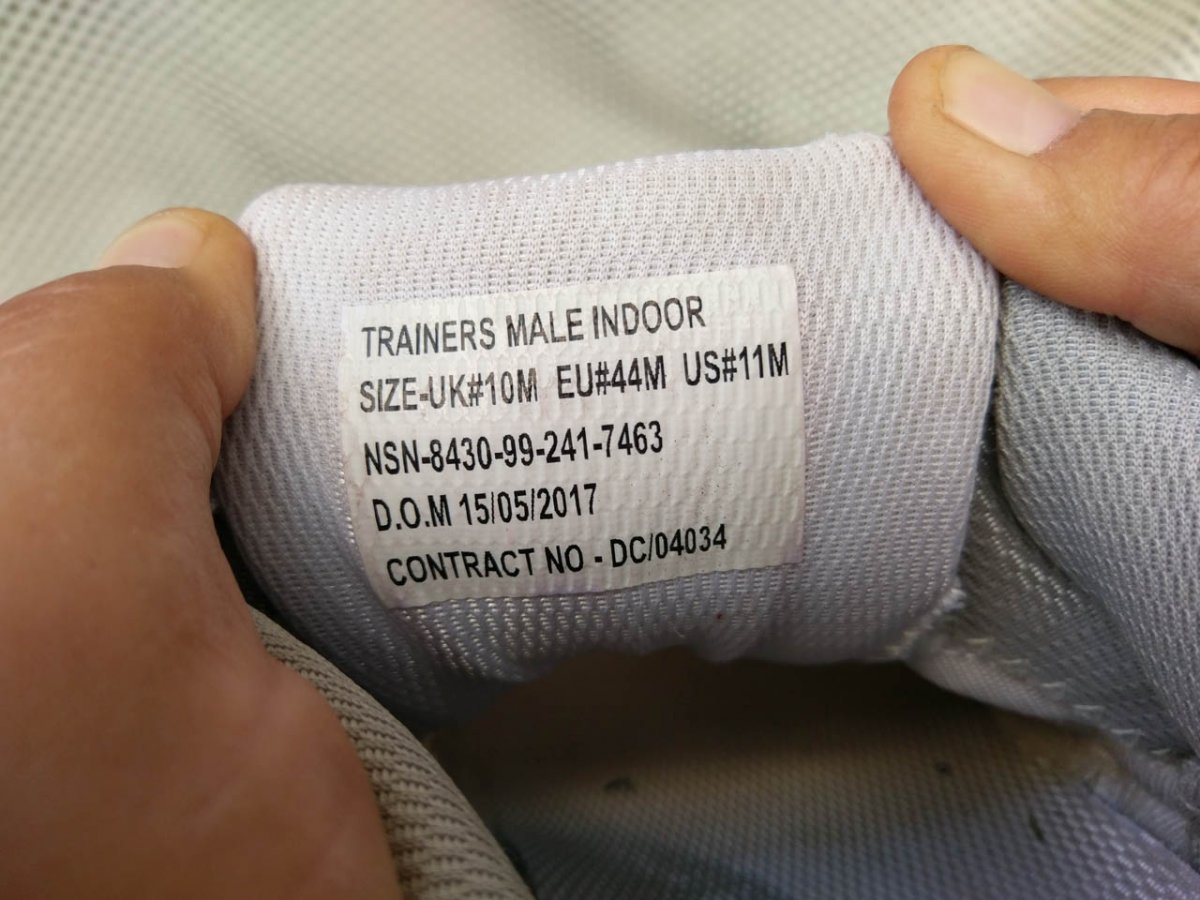 TRAINERS MALE INDOOR
SIZE-UK#10M EU#44M US#11M
NSN-8430-99-241-7463
D.O.M 15/05/2017
CONTRACT NO - DC/04034